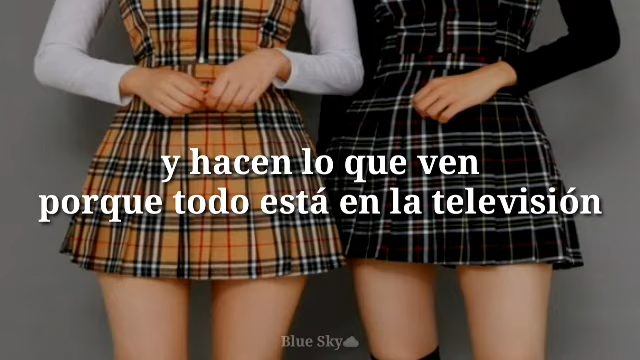 y hacen lo que ven
porque todo está en la televisión
Blue Sky☁